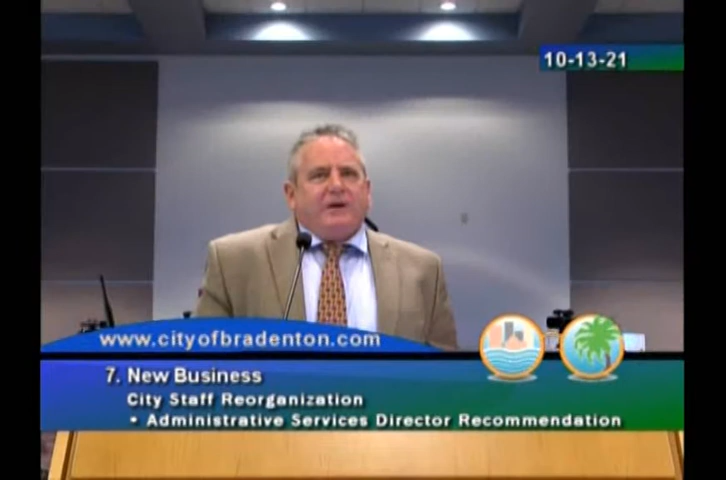 10-13-21
www.cityofbradenton.com
7. New Business
City Staff Reorganization
• Administrative Services Director Recommendation